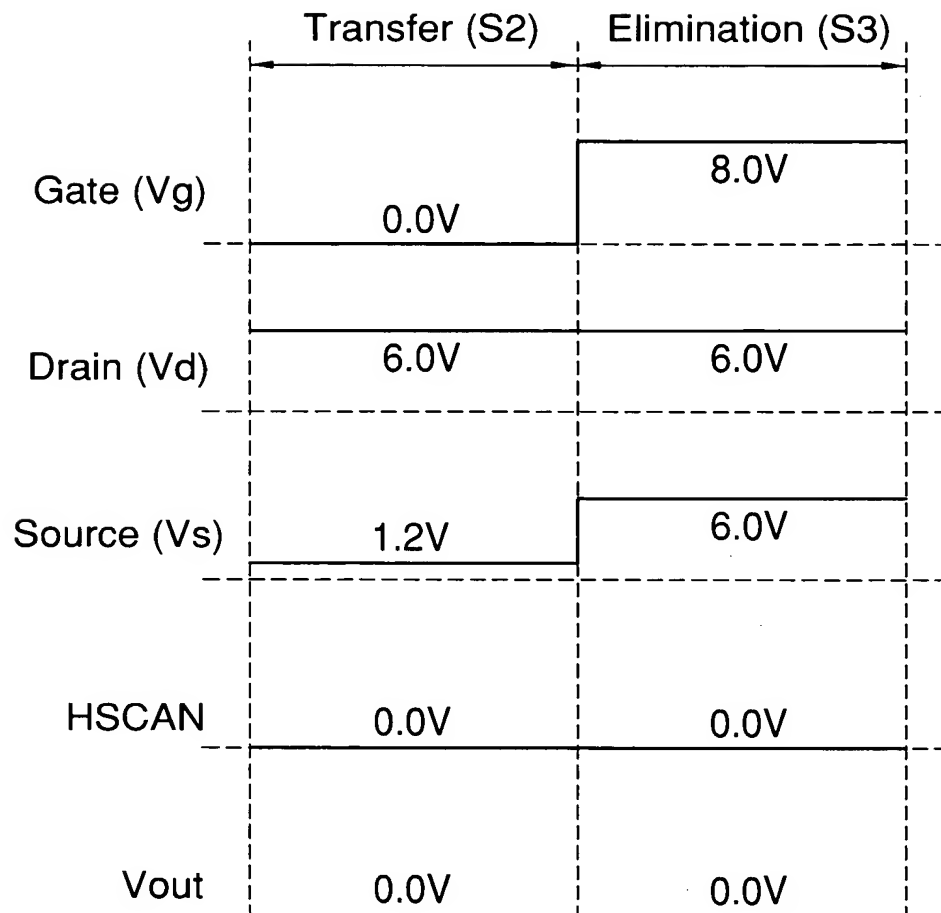 Transfer (S2) Elimination (S3)
Gate (Vg) 0.0V 8.0V
Drain (Vd) 6.0V 6.0V
Source (Vs) 1.2V 6.0V
HSCAN 0.0V 0.0V
Vout 0.0V 0.0V